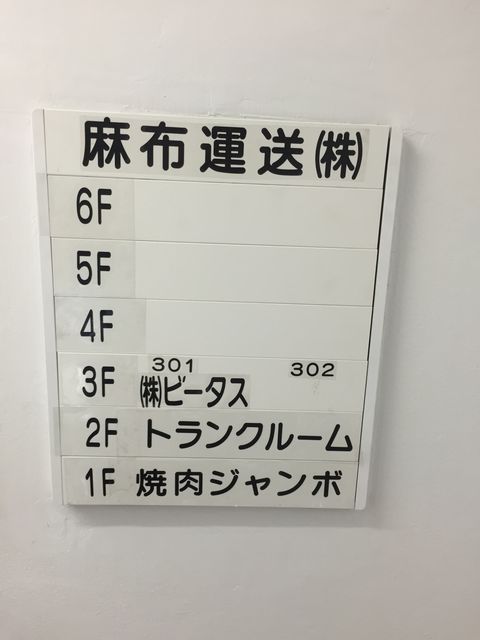 麻布運送㈱
6F
5F
4F
301 302
3F ㈱ビータス
2F トランクルーム
1F 焼肉ジャンボ